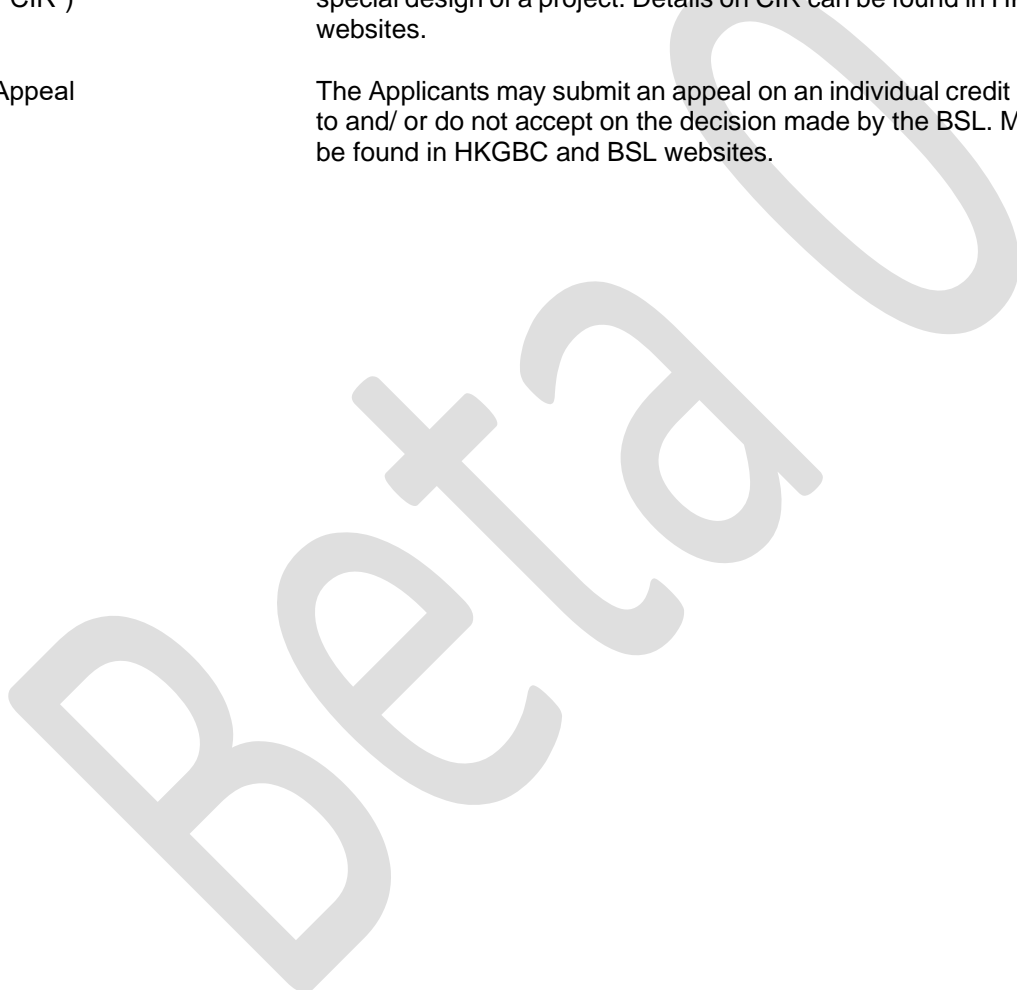 CIR")
special design of a project. Details on CIR can be found in
websites.
Appeal
The Applicants may submit an appeal on an individual credit
to and/ or do not accept on the decision made by the BSL.
be found in HKGBC and BSL websites.
Beta